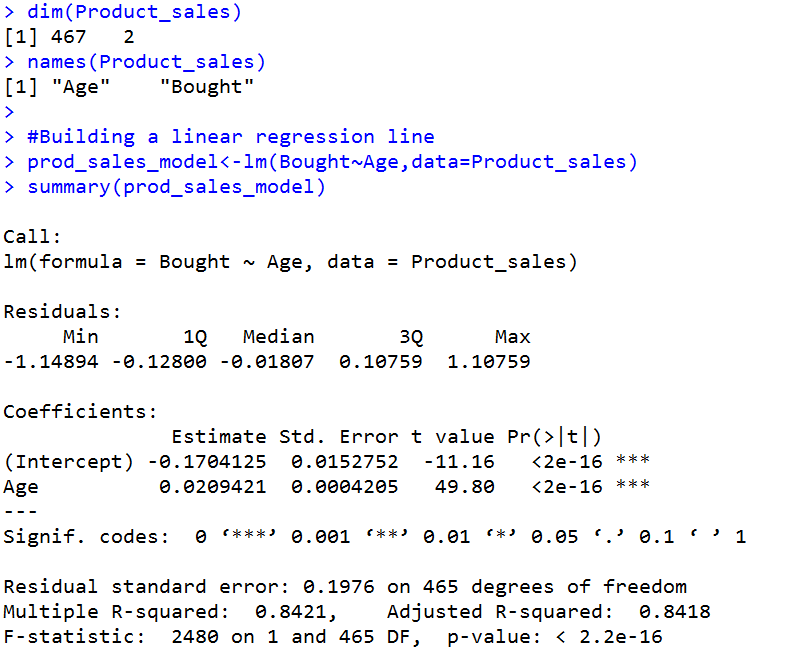 > dim(Product_sales)
[1] 467   2
> names(Product_sales)
[1] "Age"    "Bought"
>
> #Building a linear regression line
> prod_sales_model<-lm(Bought~Age,data=Product_sales)
> summary(prod_sales_model)

Call:
lm(formula = Bought ~ Age, data = Product_sales)

Residuals:
     Min       1Q   Median       3Q      Max
-1.14894 -0.12800 -0.01807  0.10759  1.10759

Coefficients:
              Estimate Std. Error t value Pr(>|t|)
(Intercept) -0.1704125  0.0152752  -11.16   <2e-16 ***
Age          0.0209421  0.0004205   49.80   <2e-16 ***
---
Signif. codes:  0 ‘***’ 0.001 ‘**’ 0.01 ‘*’ 0.05 ‘.’ 0.1 ‘ ’ 1

Residual standard error: 0.1976 on 465 degrees of freedom
Multiple R-squared:  0.8421,    Adjusted R-squared:  0.8418
F-statistic:  2480 on 1 and 465 DF,  p-value: < 2.2e-16